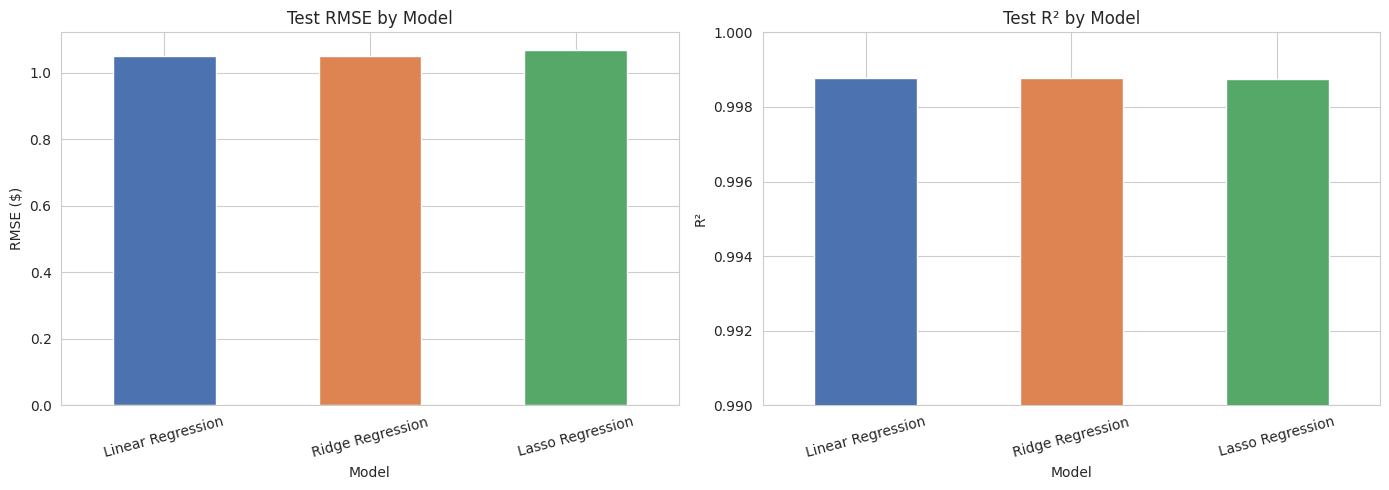 Test RMSE by Model
RMSE ($)
1.0
0.8
0.6
0.4
0.2
0.0
Linear Regression
Ridge Regression
Lasso Regression
Model
Test R² by Model
R²
1.000
0.998
0.996
0.994
0.992
0.990
Linear Regression
Ridge Regression
Lasso Regression
Model